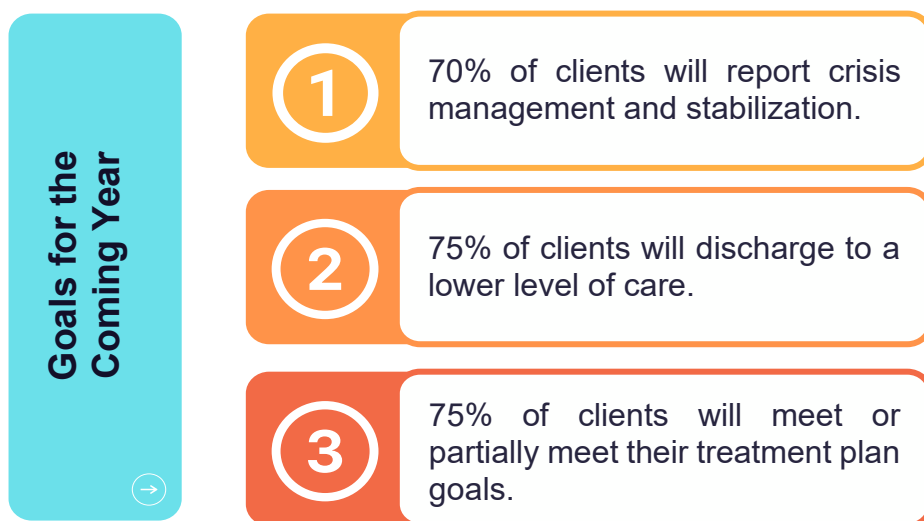 Goals for the
Coming Year
1
70% of clients will report crisis
management and stabilization.
2
75% of clients will discharge to a
lower level of care.
3
75% of clients will meet or
partially meet their treatment plan
goals.